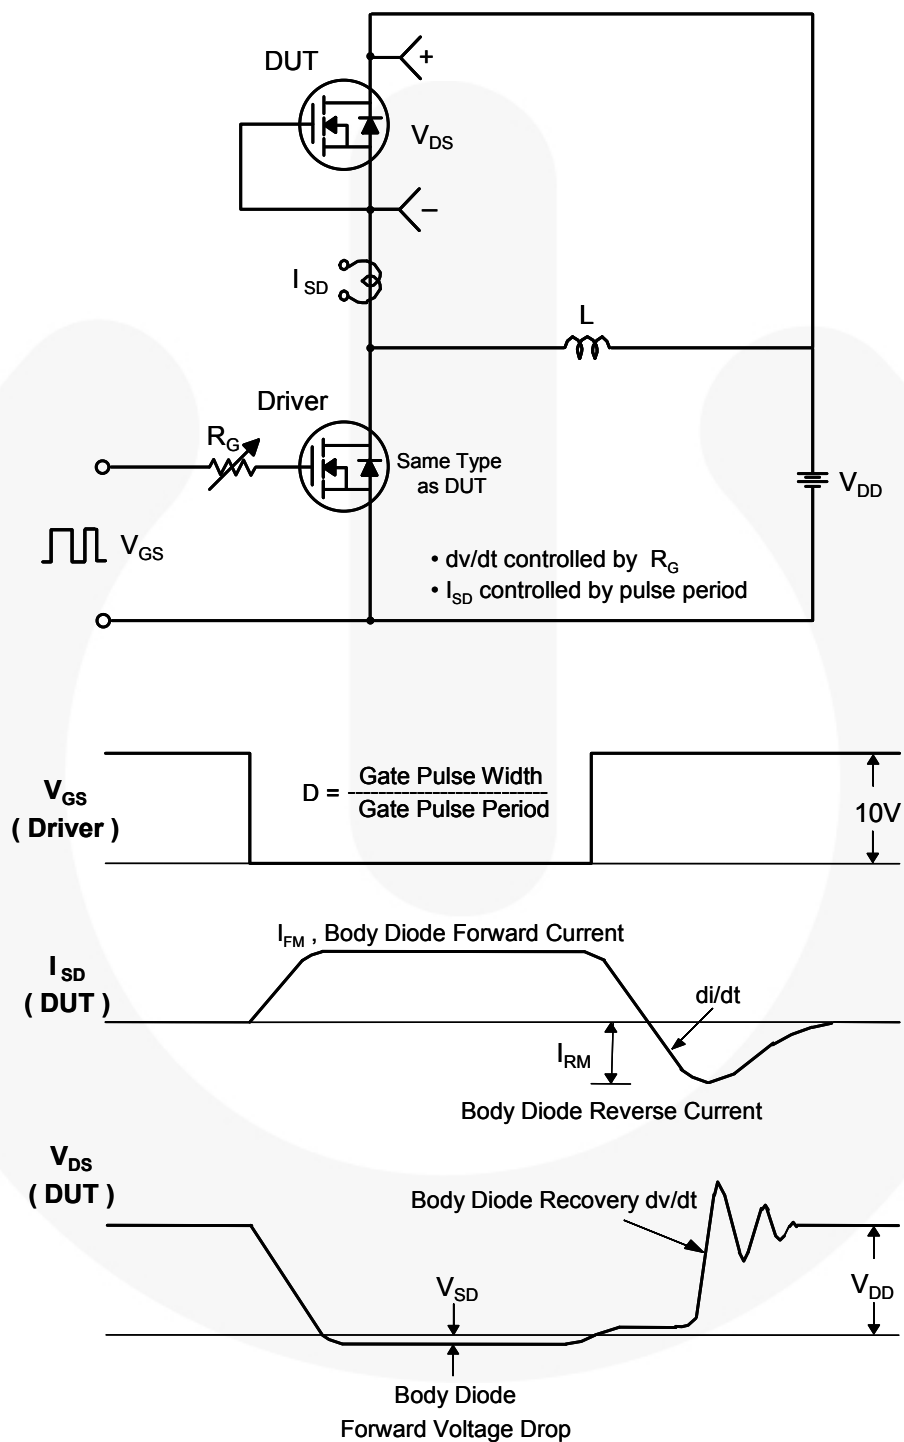 DUT
+
V_DS
−
I_SD
L
Driver
R_G
Same Type
as DUT
V_DD
V_GS
• dv/dt controlled by R_G
• I_SD controlled by pulse period
V_GS
( Driver )
D = Gate Pulse Width
Gate Pulse Period
10V
I_FM , Body Diode Forward Current
I_SD
( DUT )
di/dt
I_RM
Body Diode Reverse Current
V_DS
( DUT )
Body Diode Recovery dv/dt
V_SD
V_DD
Body Diode
Forward Voltage Drop